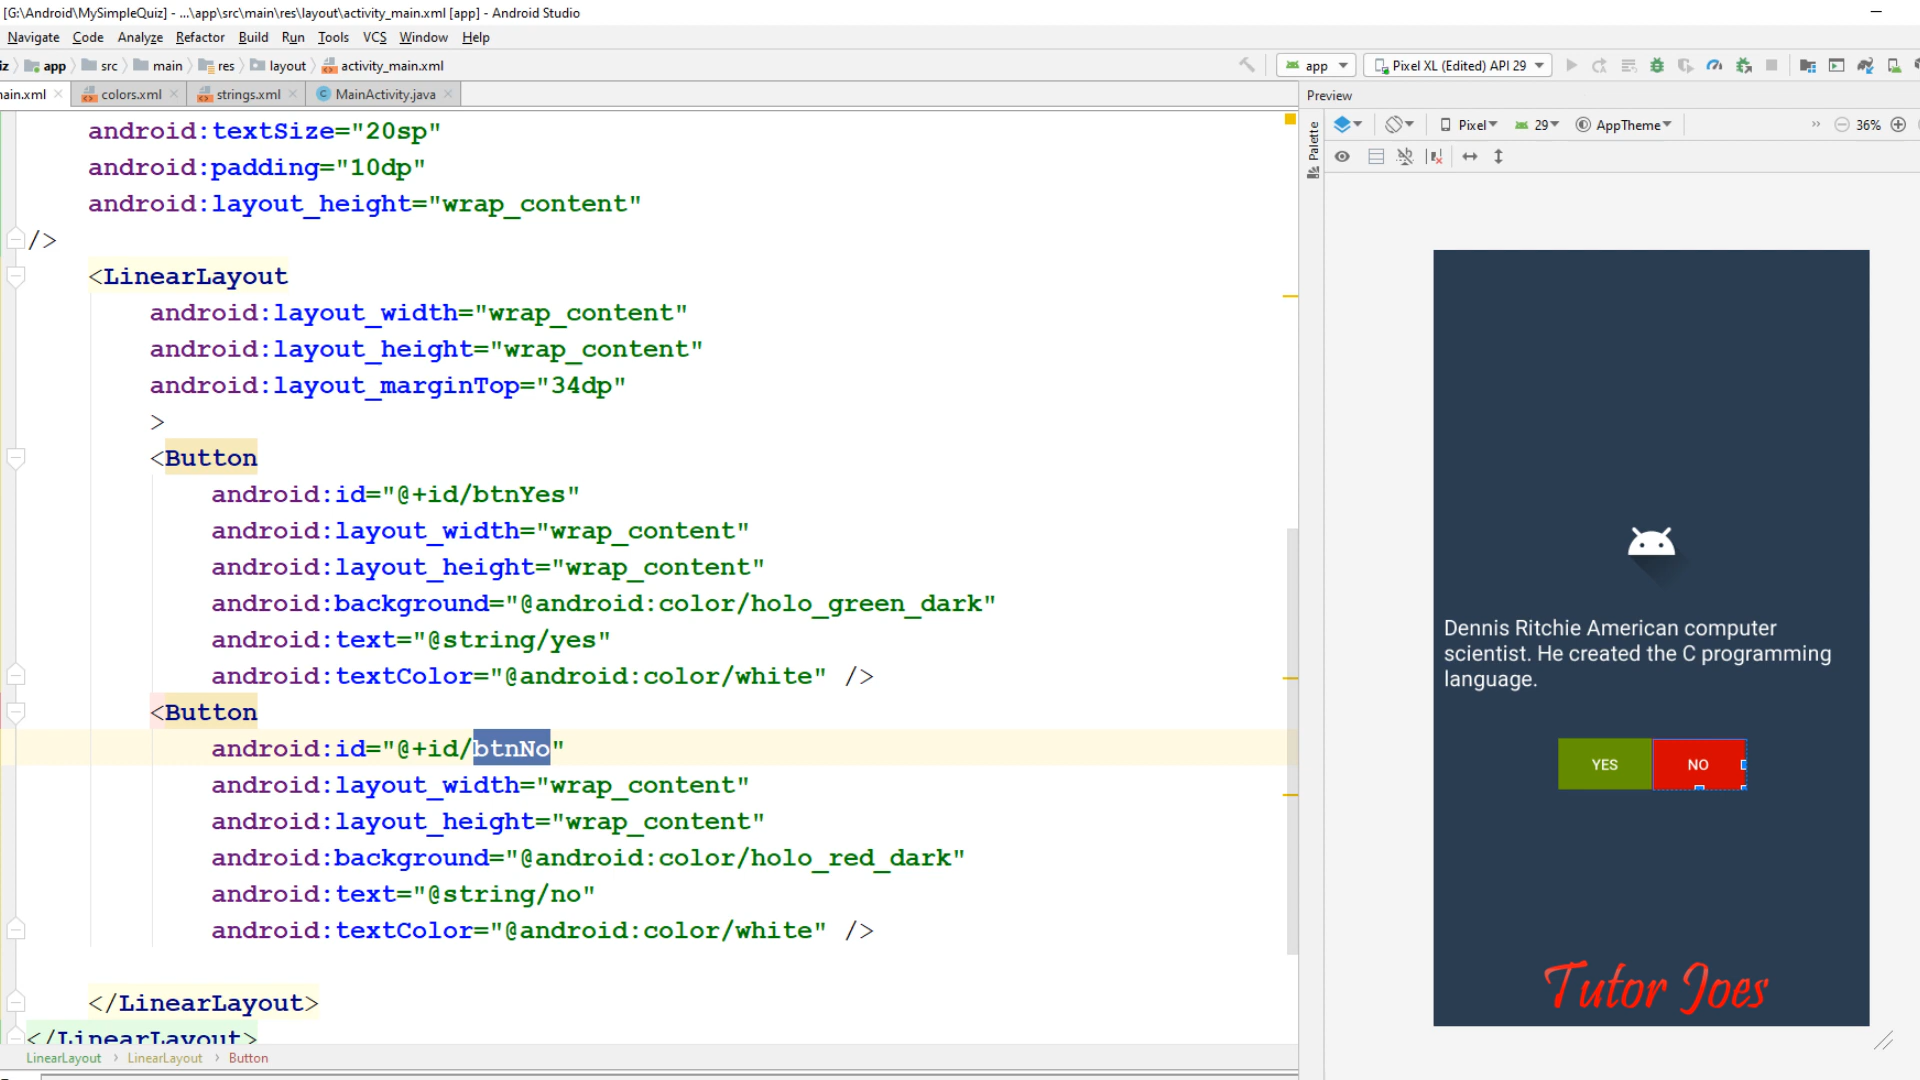 [G:\Android\MySimpleQuiz] - ...\app\src\main\res\layout\activity_main.xml [app] - Android Studio
Navigate Code Analyze Refactor Build Run Tools VCS Window Help
iz app src main res layout activity_main.xml
app Pixel XL (Edited) API 29
nain.xml colors.xml strings.xml MainActivity.java
Preview
Palette
Pixel 29 AppTheme 36%
android:textSize="20sp"
android:padding="10dp"
android:layout_height="wrap_content"
/>
<LinearLayout
android:layout_width="wrap_content"
android:layout_height="wrap_content"
android:layout_marginTop="34dp"
>
<Button
android:id="@+id/btnYes"
android:layout_width="wrap_content"
android:layout_height="wrap_content"
android:background="@android:color/holo_green_dark"
android:text="@string/yes"
android:textColor="@android:color/white" />
<Button
android:id="@+id/btnNo"
android:layout_width="wrap_content"
android:layout_height="wrap_content"
android:background="@android:color/holo_red_dark"
android:text="@string/no"
android:textColor="@android:color/white" />
</LinearLayout>
</LinearLayout>
LinearLayout LinearLayout Button
Dennis Ritchie American computer
scientist. He created the C programming
language.
YES NO
Tutor Joes